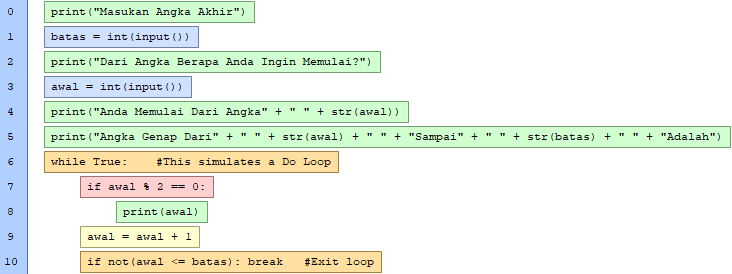 0 print("Masukan Angka Akhir")
1 batas = int(input())
2 print("Dari Angka Berapa Anda Ingin Memulai?")
3 awal = int(input())
4 print("Anda Memulai Dari Angka" + " " + str(awal))
5 print("Angka Genap Dari" + " " + str(awal) + " " + "Sampai" + " " + str(batas) + " " + "Adalah")
6 while True:    #This simulates a Do Loop
7 if awal % 2 == 0:
8 print(awal)
9 awal = awal + 1
10 if not(awal <= batas): break   #Exit loop